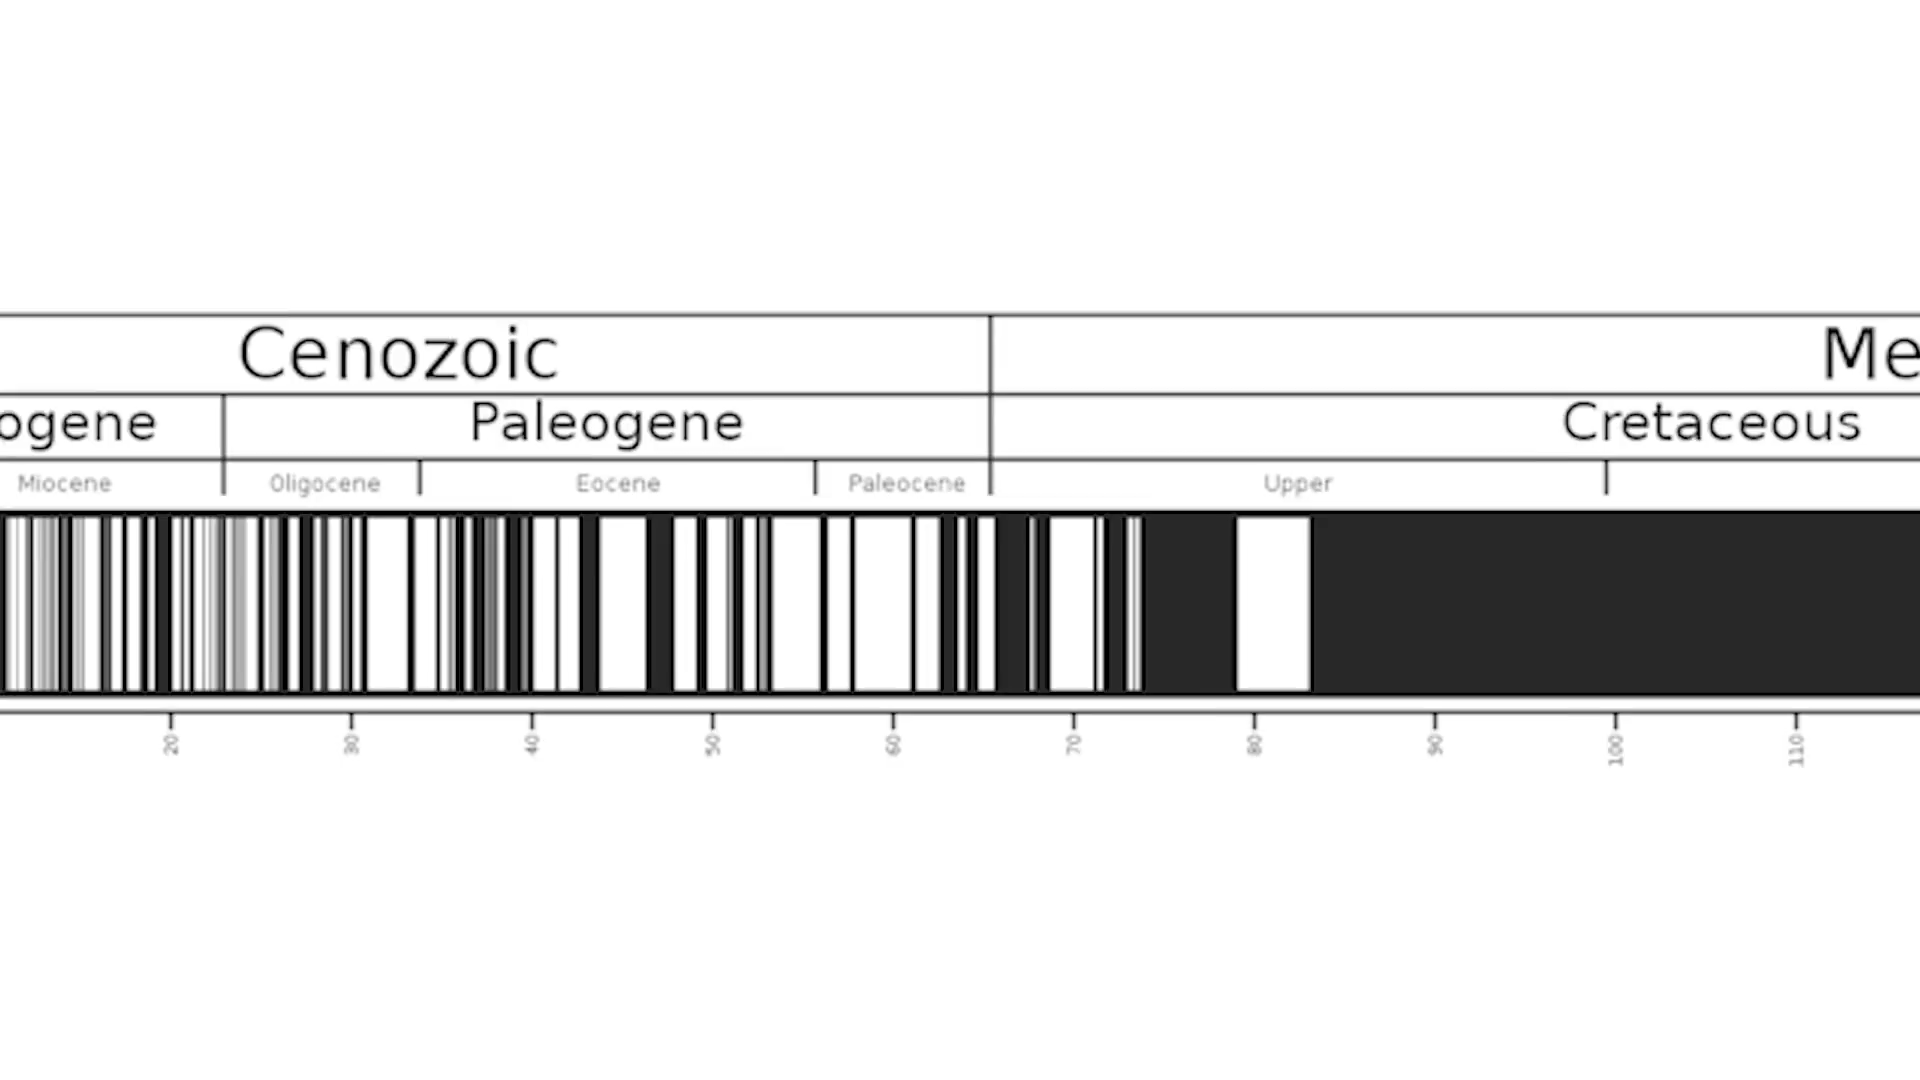 Cenozoic Me
ogene Paleogene Cretaceous
Miocene Oligocene Eocene Paleocene Upper
20 30 40 50 60 70 80 90 100 110